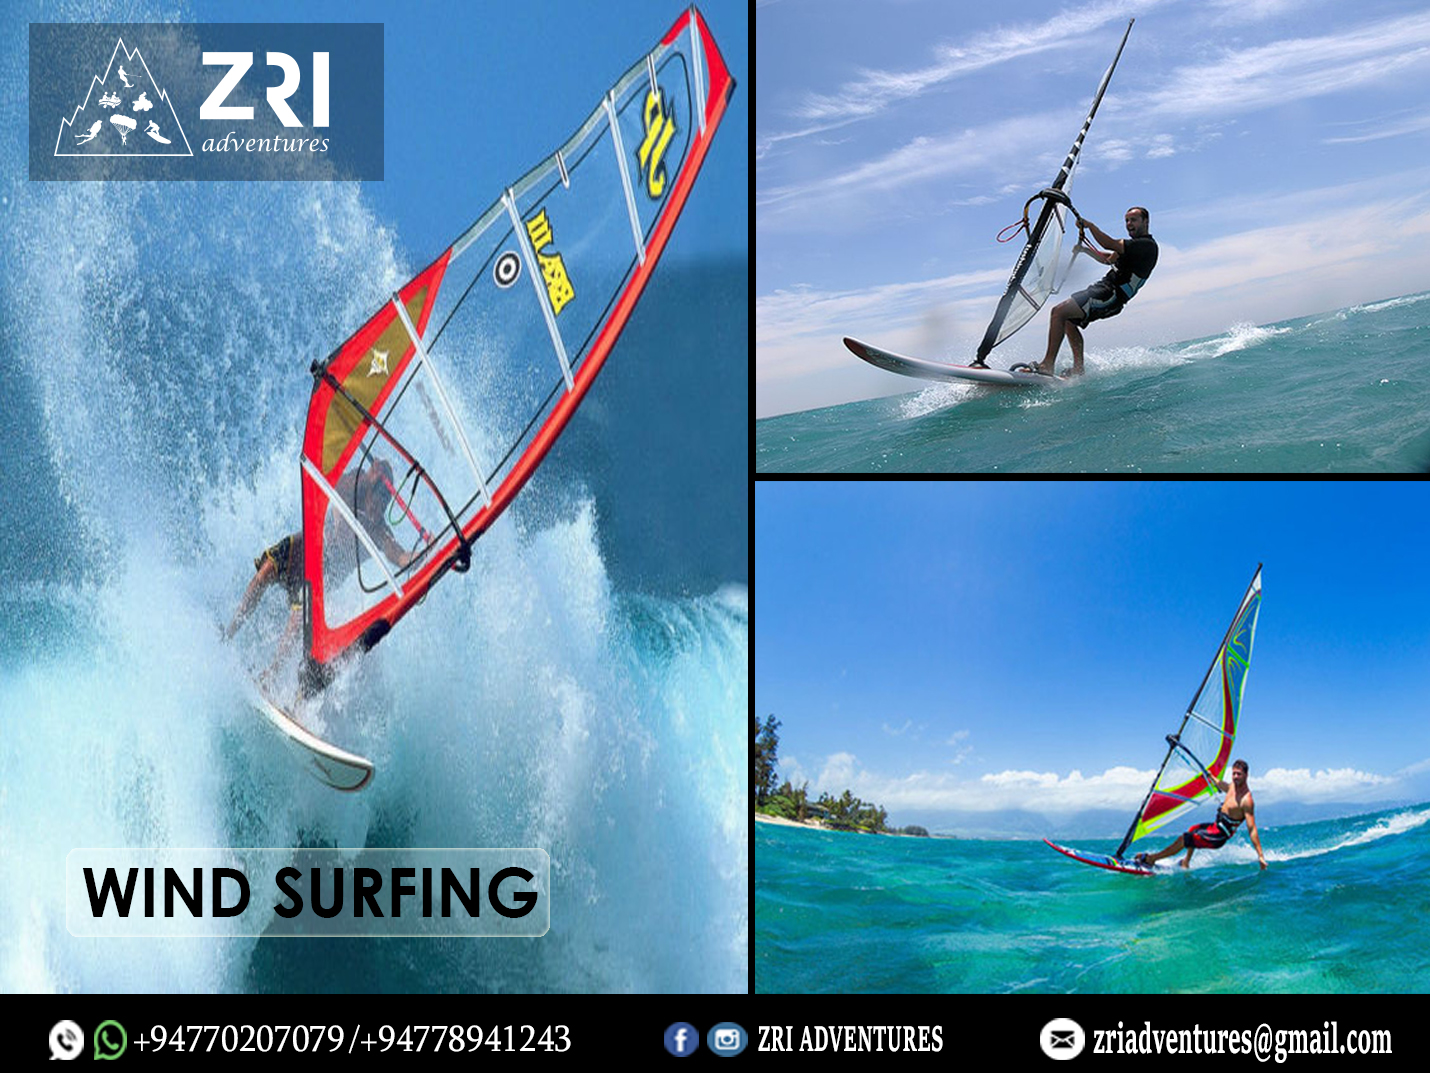 ZRI
adventures
WIND SURFING
+94770207079/+94778941243
ZRI ADVENTURES
zriadventures@gmail.com